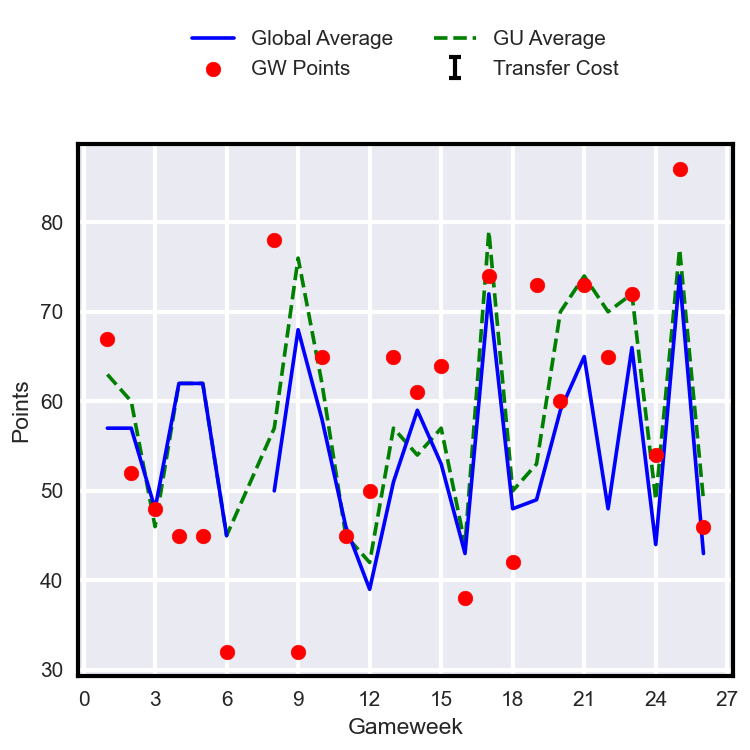 Global Average
GU Average
GW Points
Transfer Cost
Points
80
70
60
50
40
30
0 3 6 9 12 15 18 21 24 27
Gameweek